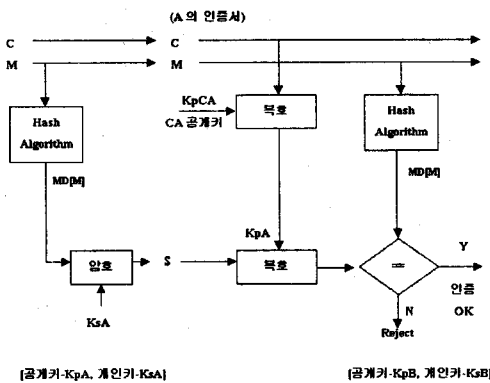 (A의 인증서)
C
C
M
M
KpCA
CA 공개키
복호
Hash
Algorithm
Hash
Algorithm
MD[M]
MD[M]
KpA
암호
S
복호
==
Y
인증
OK
N
Reject
KsA
[공개키-KpA, 개인키-KsA]
[공개키-KpB, 개인키-KsB]